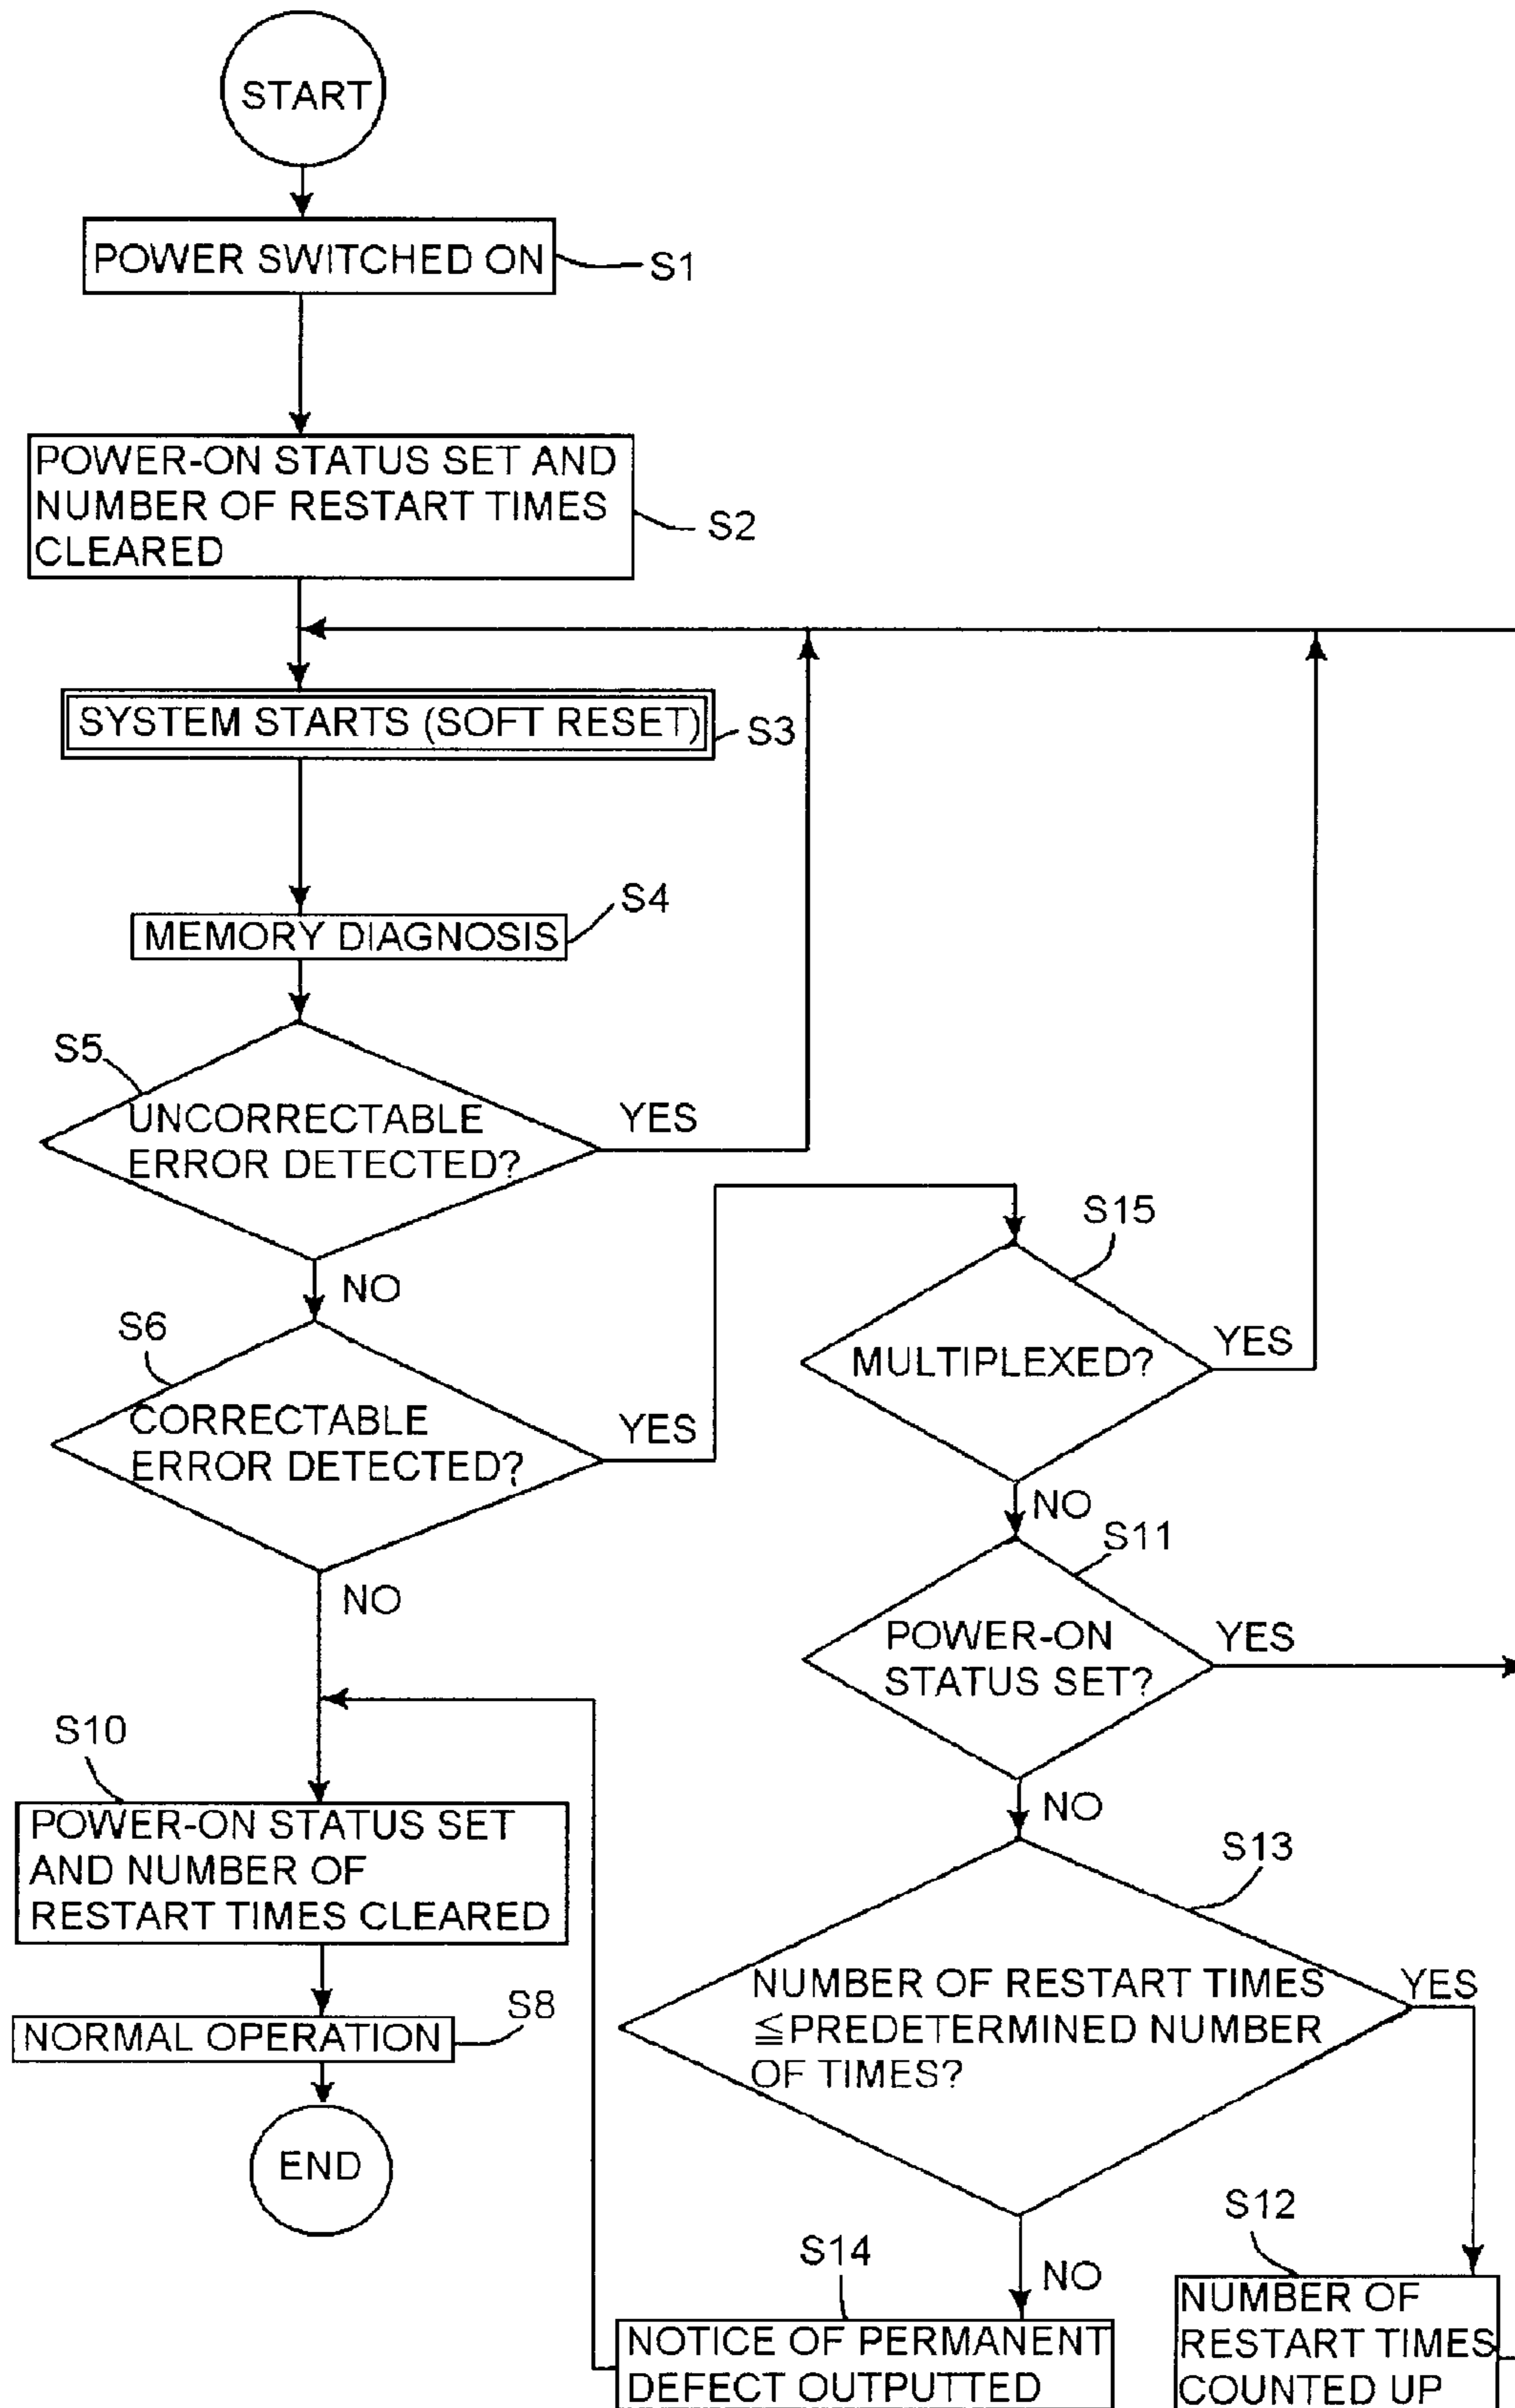 START
POWER SWITCHED ON
S1
POWER-ON STATUS SET AND
NUMBER OF RESTART TIMES
CLEARED
S2
SYSTEM STARTS (SOFT RESET)
S3
S4
MEMORY DIAGNOSIS
S5
UNCORRECTABLE
ERROR DETECTED?
YES
NO
S6
CORRECTABLE
ERROR DETECTED?
YES
NO
S15
MULTIPLEXED?
YES
NO
S11
POWER-ON
STATUS SET?
YES
NO
S10
POWER-ON STATUS SET
AND NUMBER OF
RESTART TIMES CLEARED
S8
NORMAL OPERATION
END
S13
NUMBER OF RESTART TIMES
≦PREDETERMINED NUMBER
OF TIMES?
YES
NO
S14
NOTICE OF PERMANENT
DEFECT OUTPUTTED
S12
NUMBER OF
RESTART TIMES
COUNTED UP